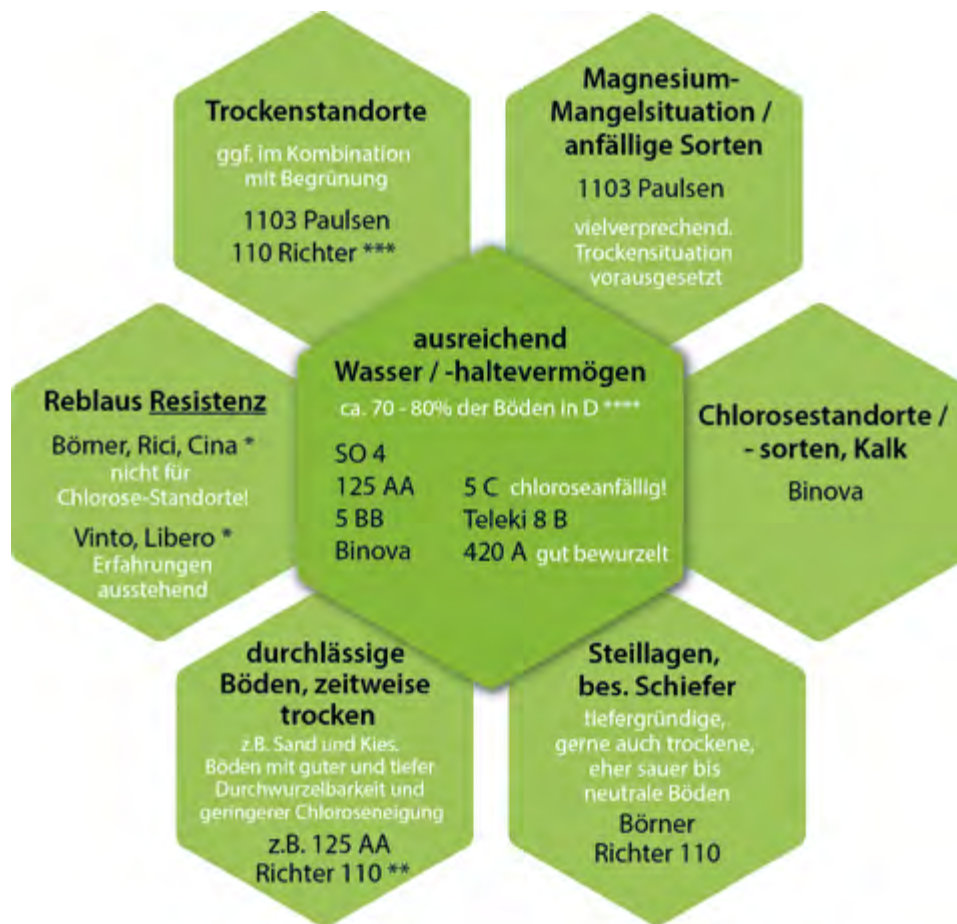 Trockenstandorte
ggf. im Kombination
mit Begrünung
1103 Paulsen
110 Richter ***
Magnesium-
Mangelsituation /
anfällige Sorten
1103 Paulsen
vielverprechend.
Trockensituation
vorausgesetzt
Reblaus Resistenz
Börner, Rici, Cina *
nicht für
Chlorose-Standorte!
Vinto, Libero *
Erfahrungen
ausstehend
ausreichend
Wasser / -haltevermögen
ca. 70 - 80% der Böden in D ****
SO 4
125 AA
5 BB
Binova
5 C chloroseanfällig!
Teleki 8 B
420 A gut bewurzelt
Chlorosestandorte /
- sorten, Kalk
Binova
durchlässige
Böden, zeitweise
trocken
z.B. Sand und Kies.
Böden mit guter und tiefer
Durchwurzelbarkeit und
geringerer Chloroseneigung
z.B. 125 AA
Richter 110 **
Steillagen,
bes. Schiefer
tiefergründige,
gerne auch trockene,
eher sauer bis
neutrale Böden
Börner
Richter 110